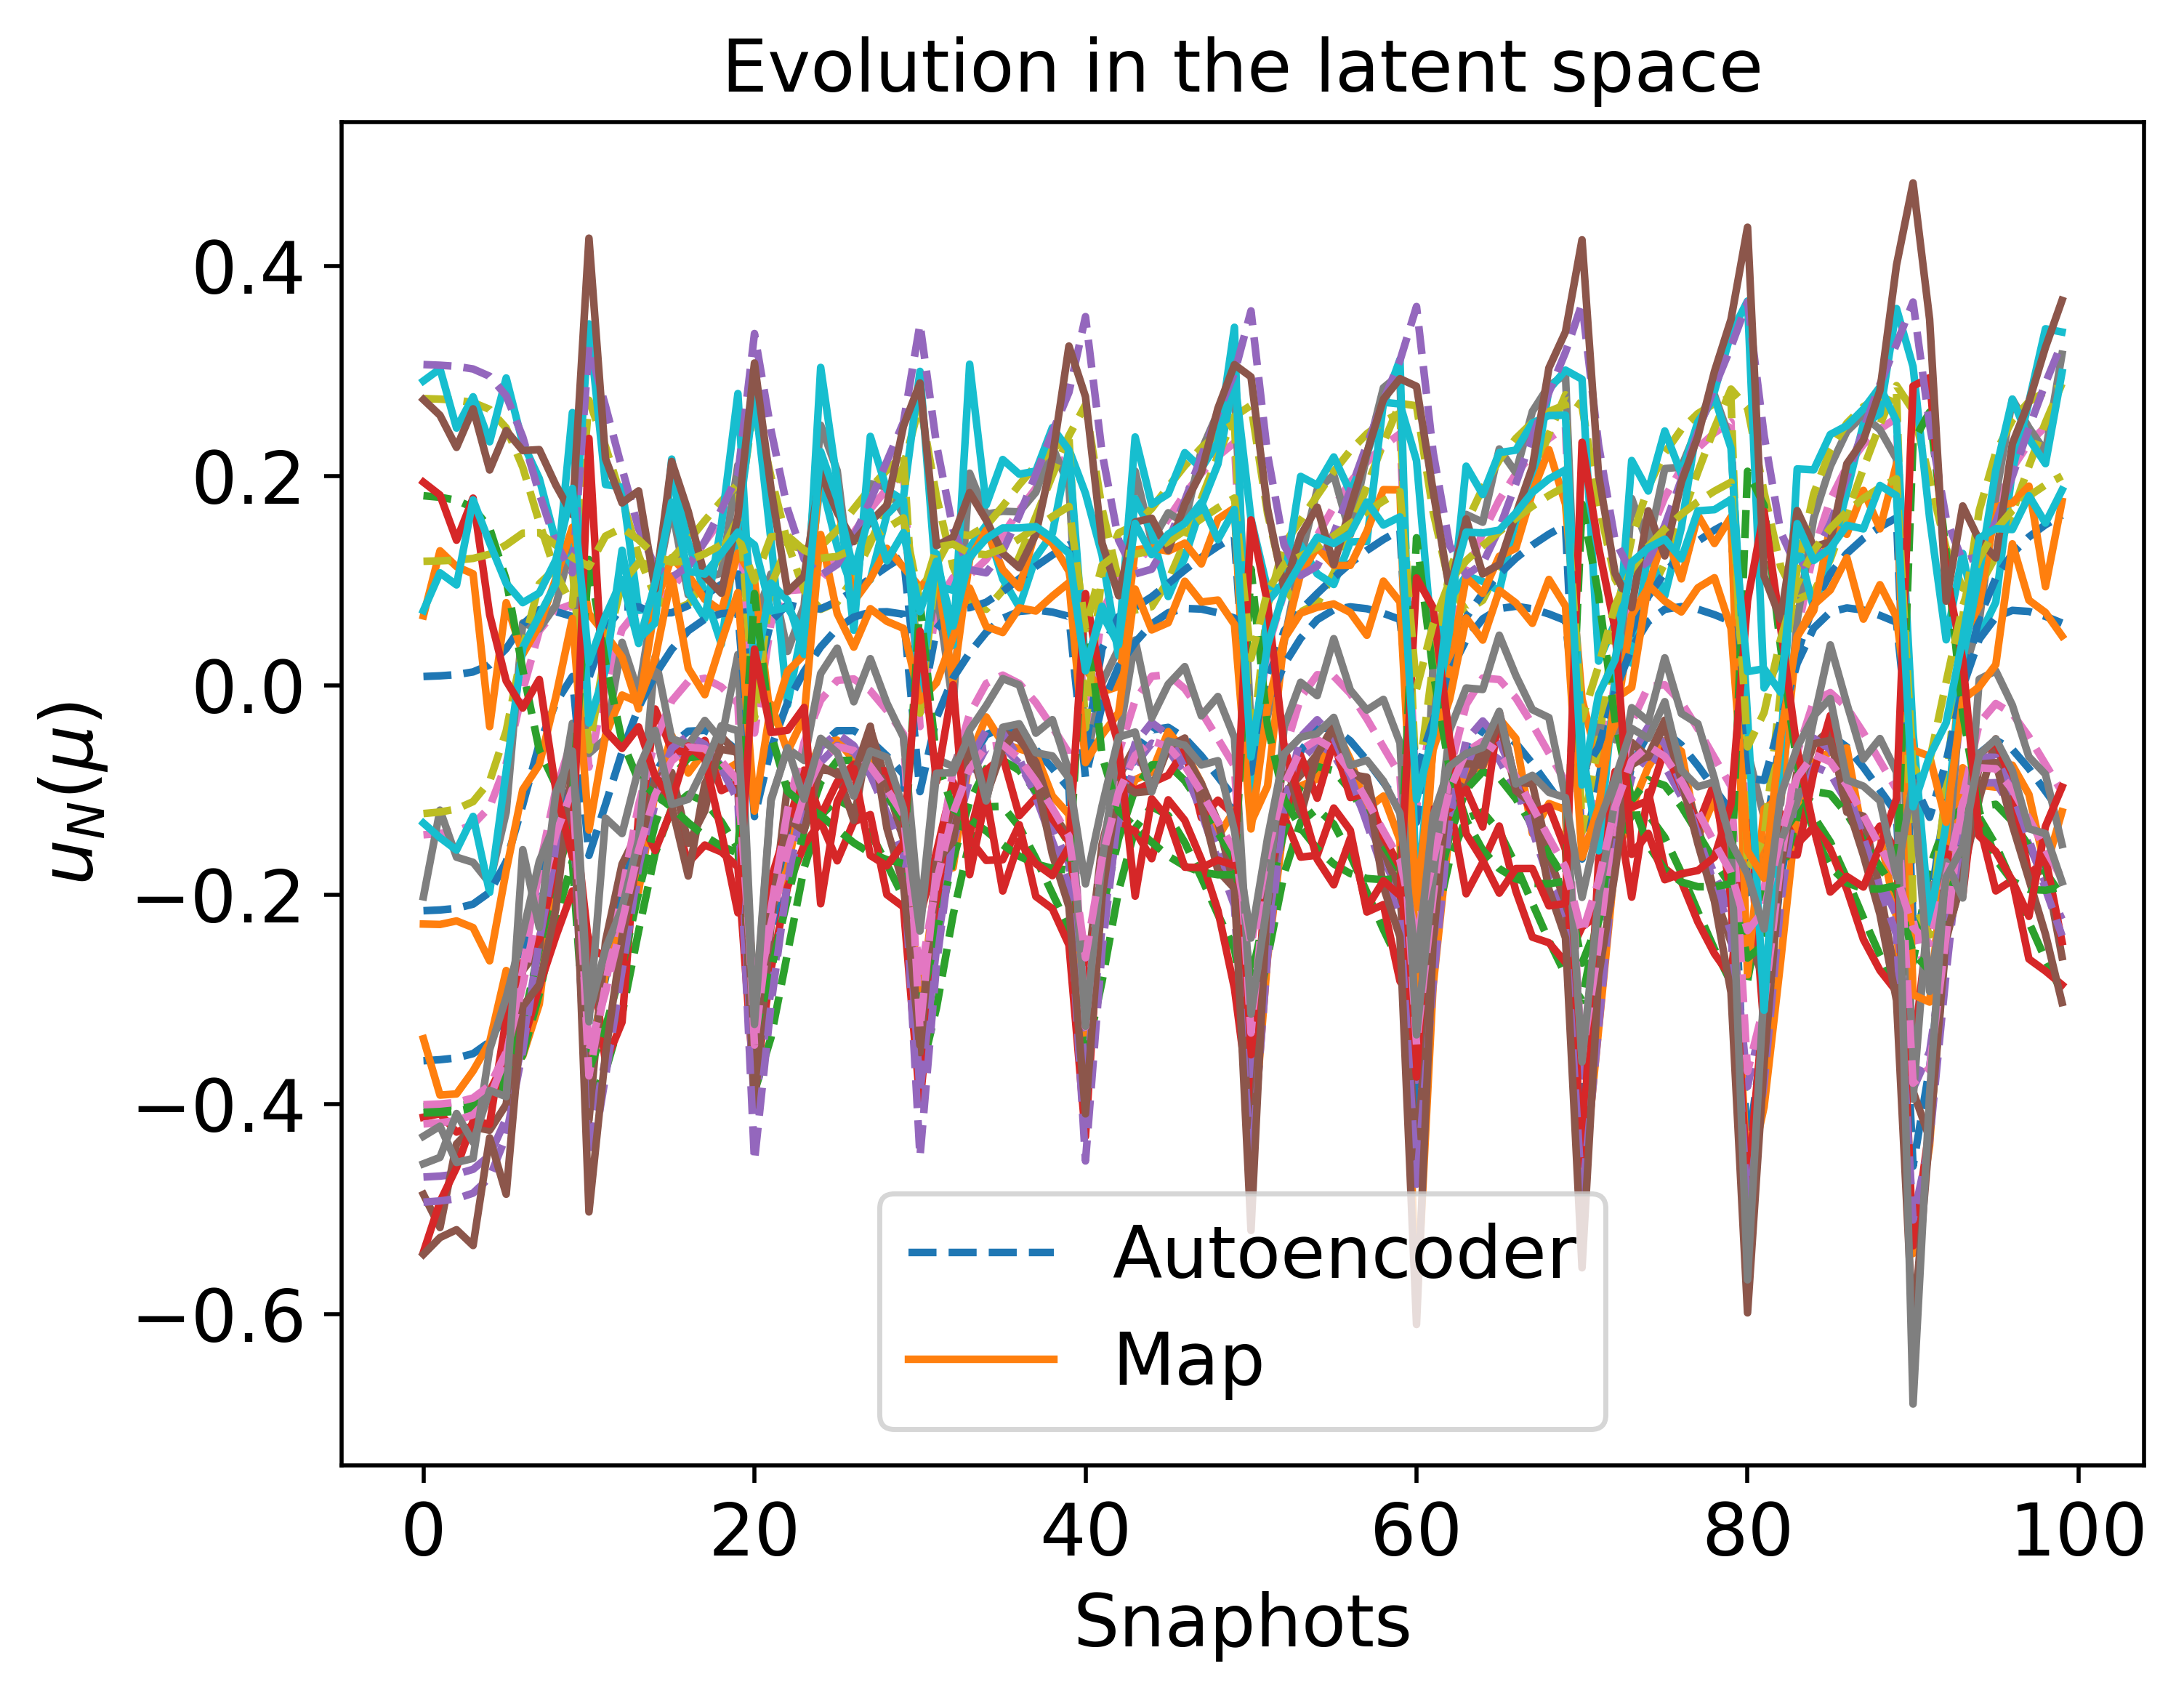 Evolution in the latent space
0.4
0.2
0.0
−0.2
−0.4
−0.6
u_N(μ)
0 20 40 60 80 100
Snaphots
Autoencoder
Map